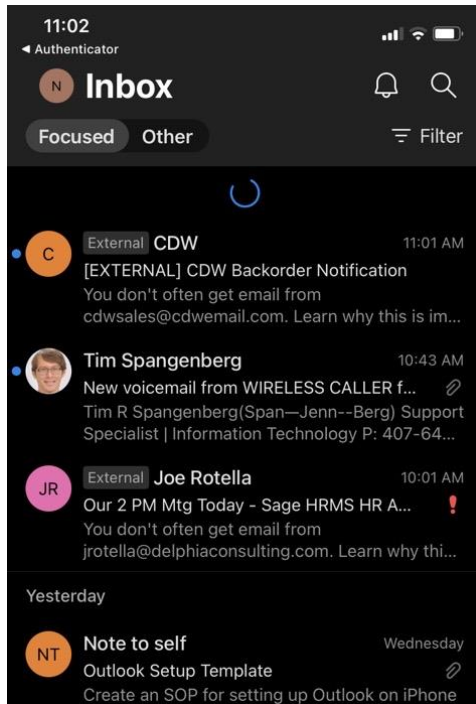 11:02
◀ Authenticator
N
Inbox
Focused
Other
Filter
C
External CDW
11:01 AM
[EXTERNAL] CDW Backorder Notification
You don't often get email from
cdwsales@cdwemail.com. Learn why this is im...
Tim Spangenberg
10:43 AM
New voicemail from WIRELESS CALLER f...
Tim R Spangenberg(Span—Jenn--Berg) Support
Specialist | Information Technology P: 407-64...
JR
External Joe Rotella
10:01 AM
Our 2 PM Mtg Today - Sage HRMS HR A...
You don't often get email from
jrotella@delphiaconsulting.com. Learn why thi...
Yesterday
NT
Note to self
Wednesday
Outlook Setup Template
Create an SOP for setting up Outlook on iPhone